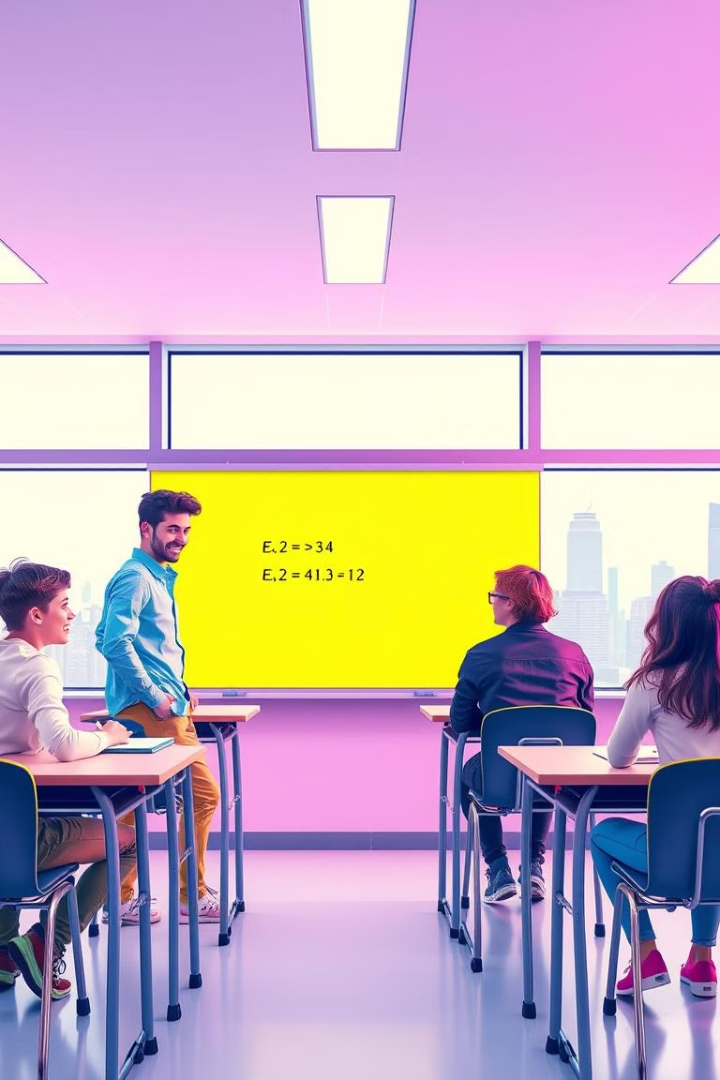 E.2 = >34
E.2 = 41.3 = 12